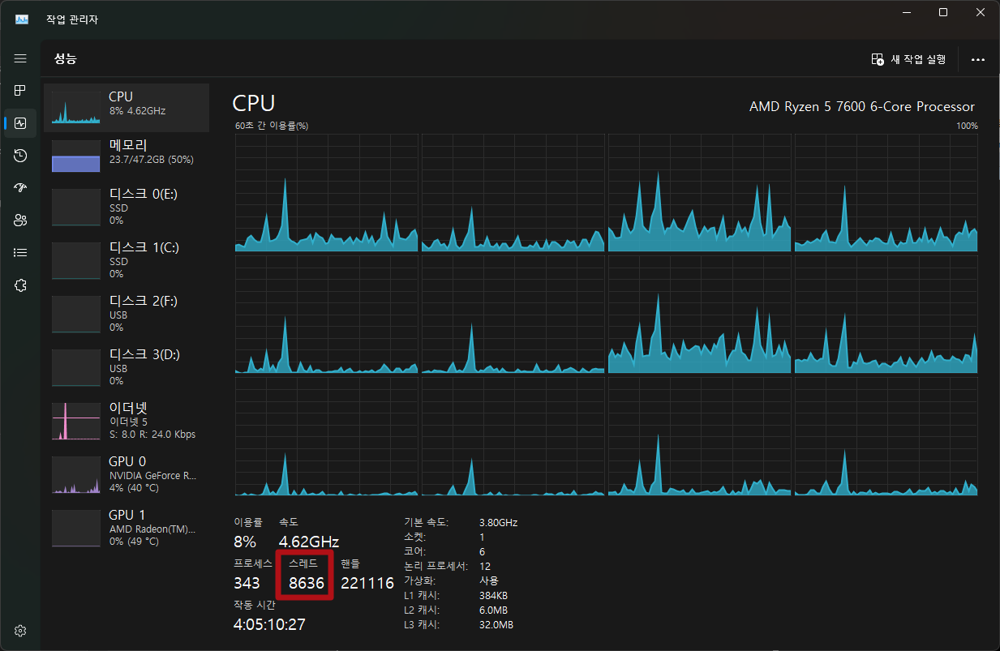 작업 관리자
성능
새 작업 실행
CPU
8% 4.62GHz
메모리
23.7/47.2GB (50%)
디스크 0(E:)
SSD
0%
디스크 1(C:)
SSD
0%
디스크 2(F:)
USB
0%
디스크 3(D:)
USB
0%
이더넷
이더넷 5
S: 8.0 R: 24.0 Kbps
GPU 0
NVIDIA GeForce R...
4% (40 °C)
GPU 1
AMD Radeon(TM)...
0% (49 °C)
CPU
AMD Ryzen 5 7600 6-Core Processor
60초 간 이용률(%)
100%
이용률 속도
8% 4.62GHz
프로세스 스레드 핸들
343 8636 221116
작동 시간
4:05:10:27
기본 속도: 3.80GHz
소켓: 1
코어: 6
논리 프로세서: 12
가상화: 사용
L1 캐시: 384KB
L2 캐시: 6.0MB
L3 캐시: 32.0MB